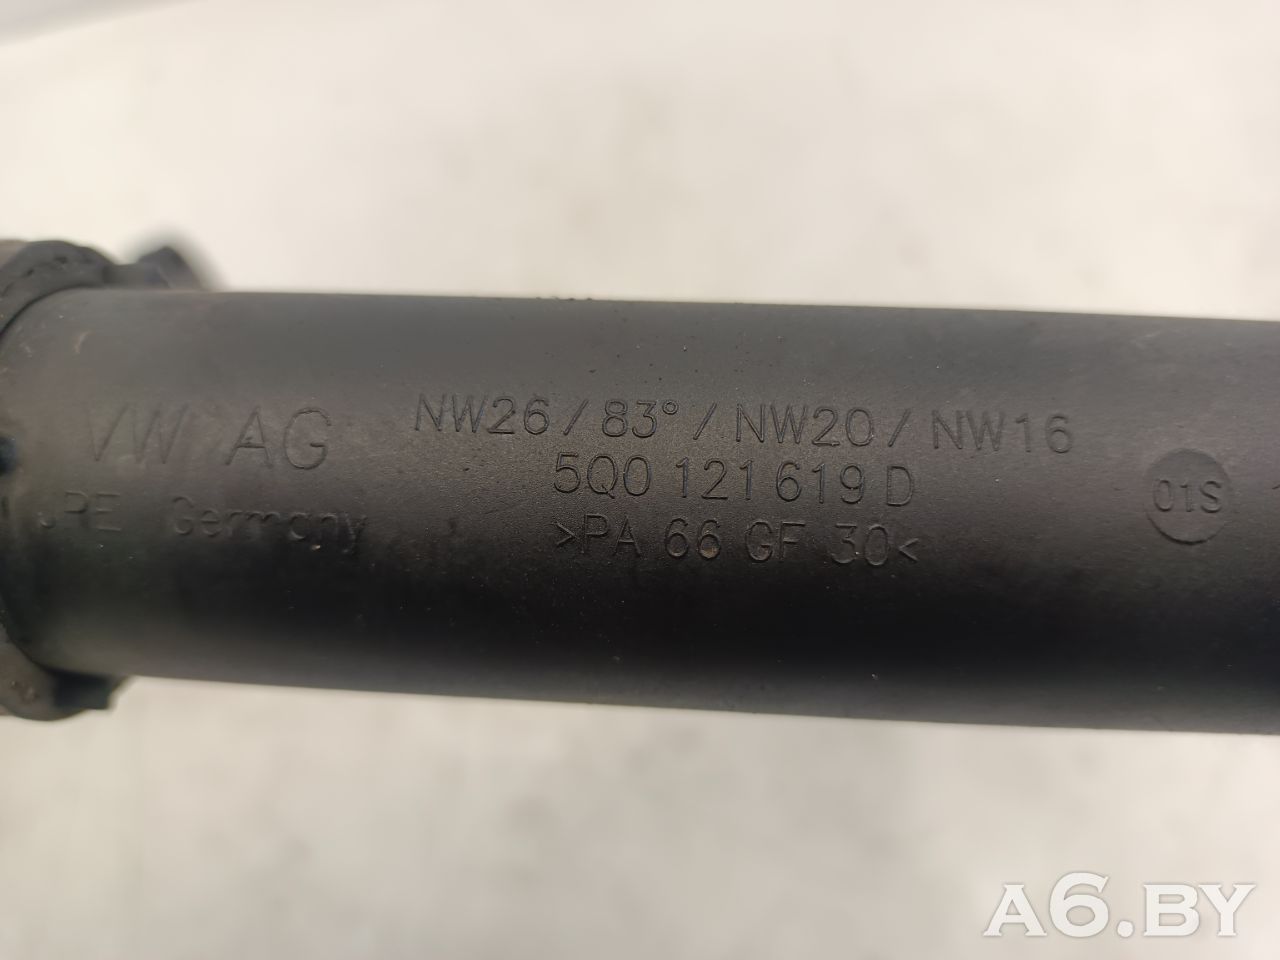 VW AG
Germany
NW26 / 83° / NW20 / NW16
5Q0 121 619 D
>PA 66 GF 30<
01S
A6.BY